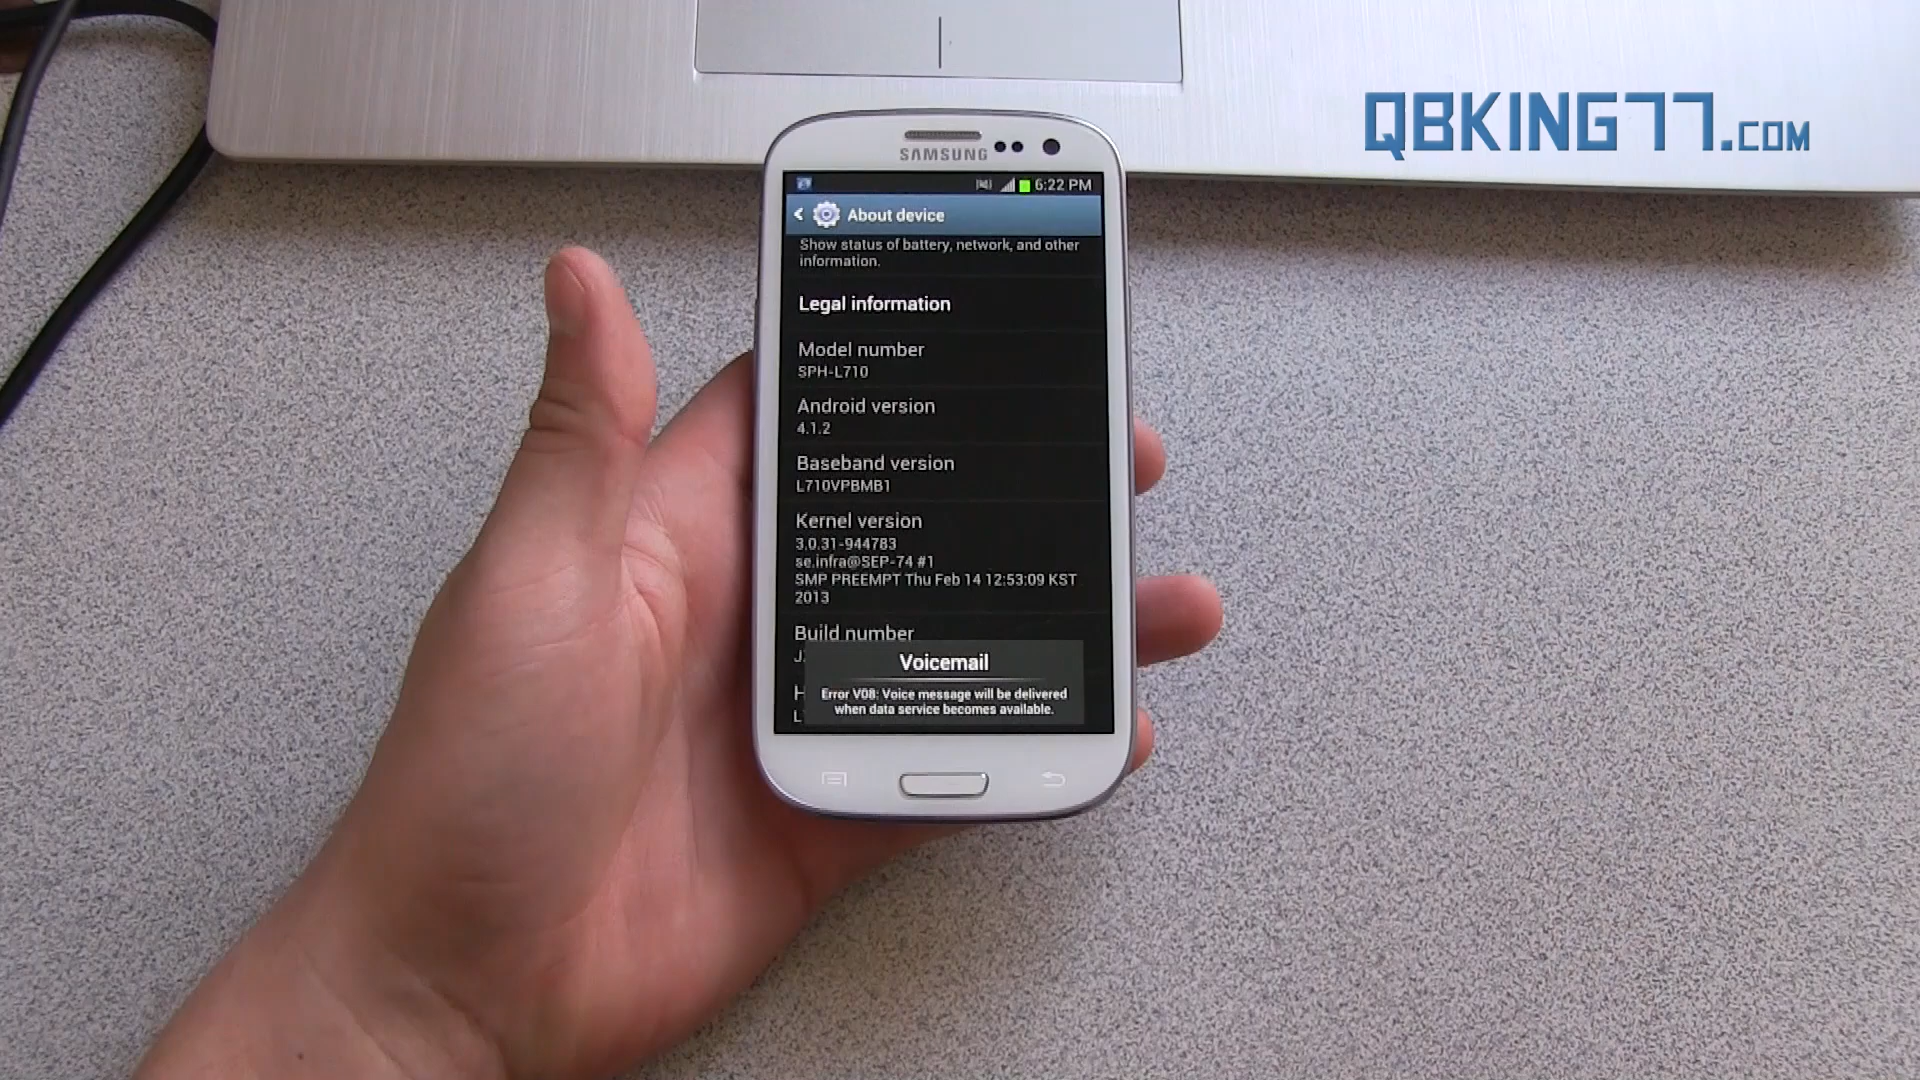 QBKING77.COM
SAMSUNG
6:22 PM
About device
Show status of battery, network, and other
information.
Legal information
Model number
SPH-L710
Android version
4.1.2
Baseband version
L710VPBMB1
Kernel version
3.0.31-944783
se.infra@SEP-74 #1
SMP PREEMPT Thu Feb 14 12:53:09 KST
2013
Build number
Voicemail
Error V08: Voice message will be delivered
when data service becomes available.